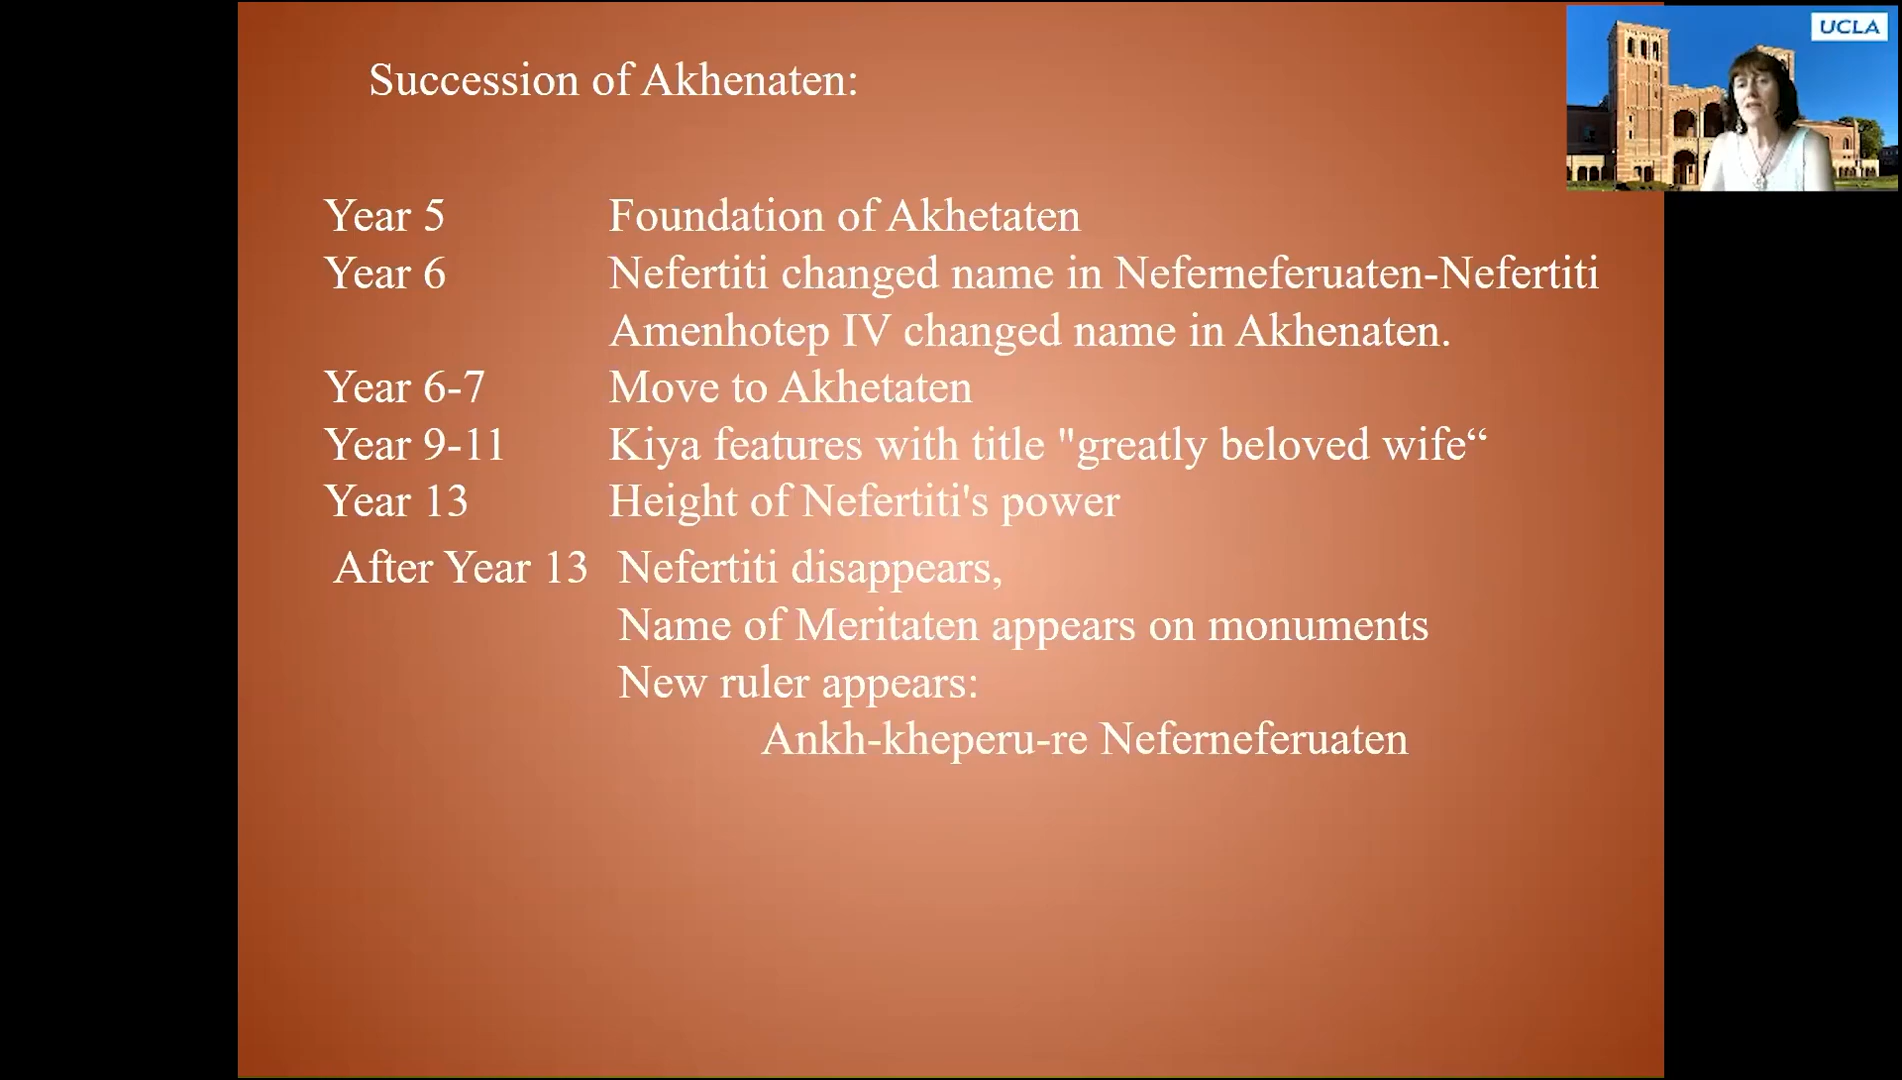 Succession of Akhenaten:
UCLA
Year 5 Foundation of Akhetaten
Year 6 Nefertiti changed name in Neferneferuaten-Nefertiti
Amenhotep IV changed name in Akhenaten.
Year 6-7 Move to Akhetaten
Year 9-11 Kiya features with title "greatly beloved wife“
Year 13 Height of Nefertiti's power
After Year 13 Nefertiti disappears,
Name of Meritaten appears on monuments
New ruler appears:
Ankh-kheperu-re Neferneferuaten